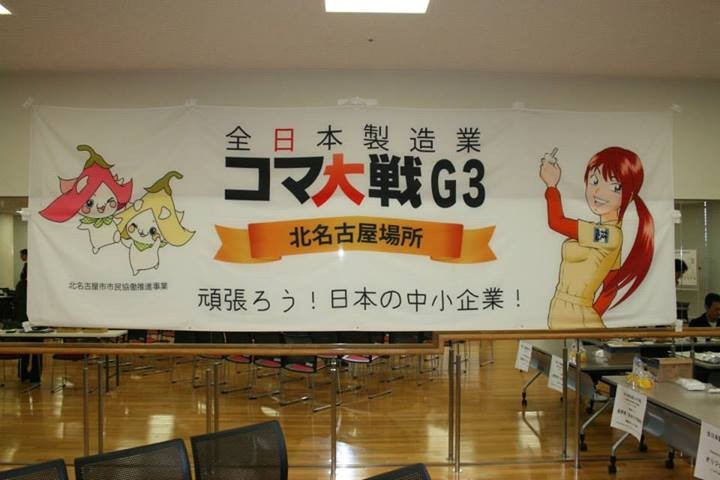 全日本製造業
コマ大戦G3
北名古屋場所
北名古屋市市民協働推進事業
頑張ろう!日本の中小企業!